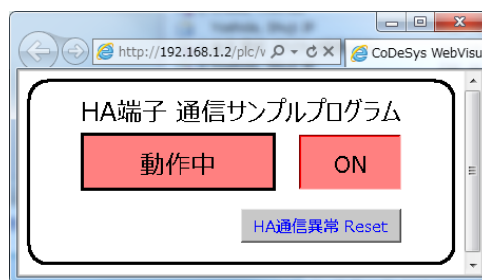 http://192.168.1.2/plc/v
CoDeSys WebVisu
HA端子 通信サンプルプログラム
動作中
ON
HA通信異常 Reset